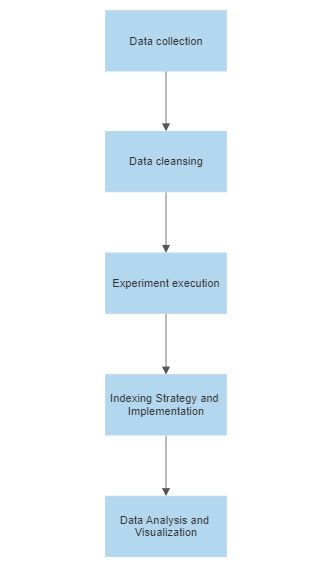 Data collection
Data cleansing
Experiment execution
Indexing Strategy and
Implementation
Data Analysis and
Visualization